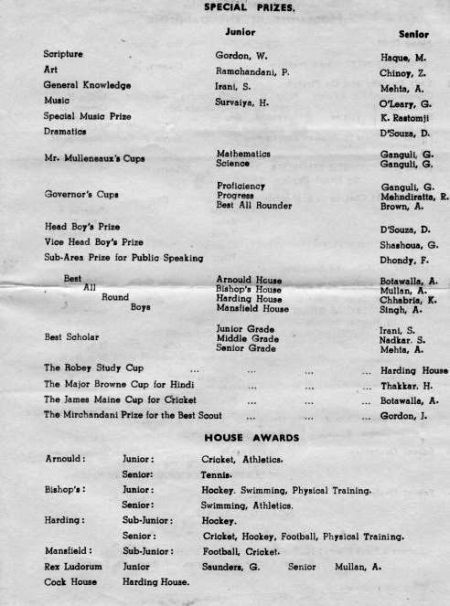 SPECIAL PRIZES.
Junior Senior
Scripture Gordon, W. Haque, M.
Art Ramchandani, P. Chinoy, Z.
General Knowledge Irani, S. Mehta, A.
Music Survaiya, H. O'Leary, G.
Special Music Prize K. Rastomji
Dramatics D'Souza, D.
Mr. Mulleneaux's Cups Mathematics Ganguli, G.
Science Ganguli, G.
Proficiency Ganguli, G.
Governor's Cups Progress Mehndiratta, R.
Best All Rounder Brown, A.
Head Boy's Prize D'Souza, D.
Vice Head Boy's Prize Shashoua, G.
Sub-Area Prize for Public Speaking Dhondy, F.
Best Arnould House Botawalla, A.
All Bishop's House Mullan, A.
Round Harding House Chhabria, K.
Boys Mansfield House Singh, A.
Junior Grade Irani, S.
Best Scholar Middle Grade Nadkar. S.
Senior Grade Mehta, A.
The Robey Study Cup ... ... ... ... Harding House
The Major Browne Cup for Hindi ... ... ... Thakkar. H.
The James Maine Cup for Cricket ... ... ... Botawalla, A.
The Mirchandani Prize for the Best Scout ... ... ... Gordon, J.
HOUSE AWARDS
Arnould : Junior : Cricket, Athletics.
Senior: Tennis.
Bishop's : Junior : Hockey. Swimming, Physical Training.
Senior : Swimming, Athletics.
Harding : Sub-Junior : Hockey.
Senior : Cricket, Hockey, Football, Physical Training.
Mansfield : Sub-Junior : Football, Cricket.
Rex Ludorum Junior Saunders, G. Senior Mullan, A.
Cock House Harding House.